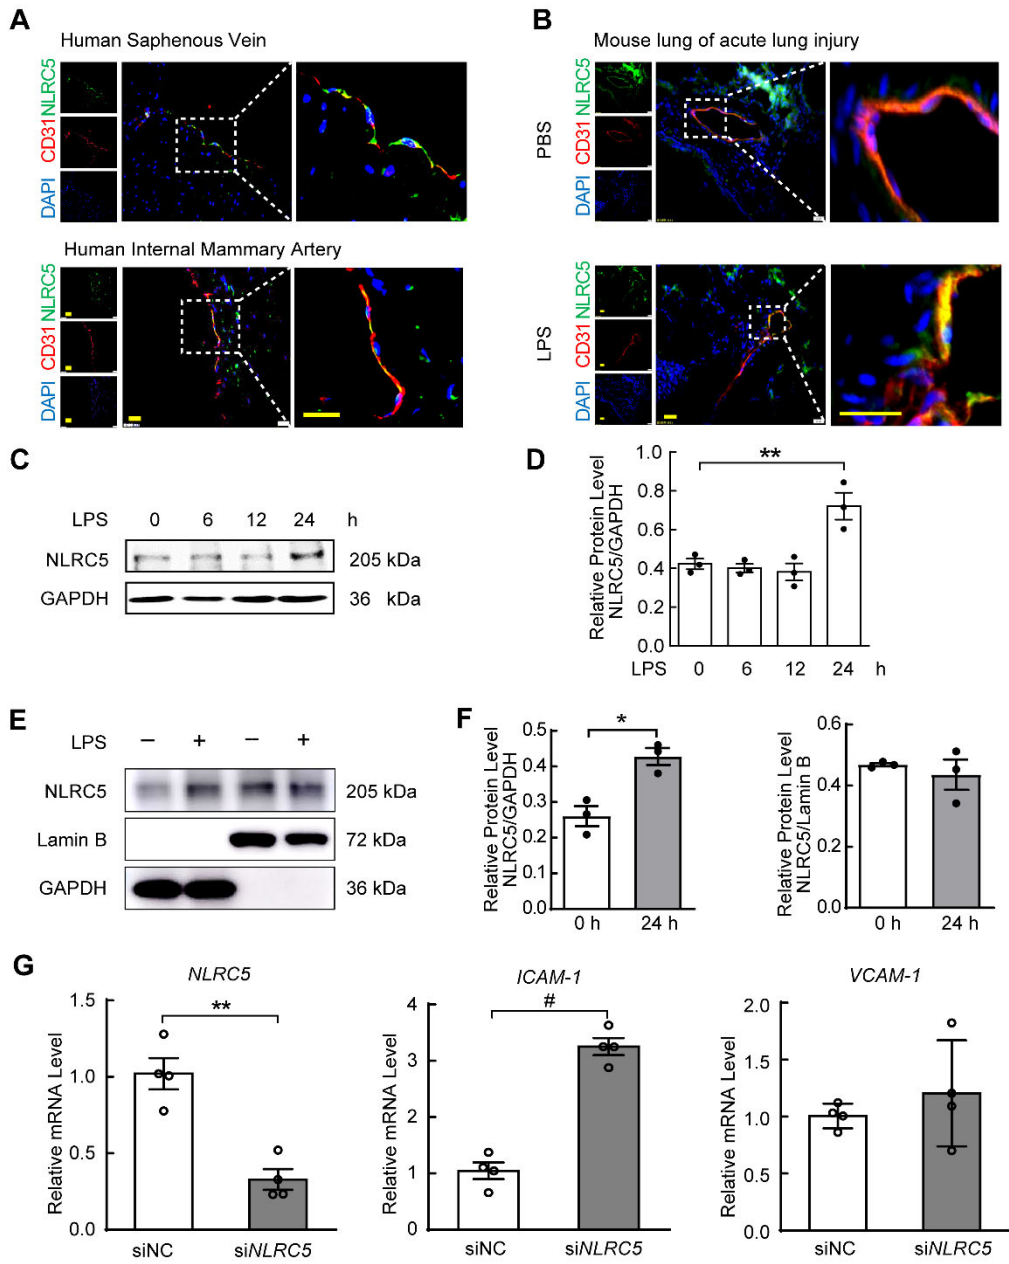 A
Human Saphenous Vein
DAPI CD31 NLRC5
Human Internal Mammary Artery
DAPI CD31 NLRC5
B
Mouse lung of acute lung injury
PBS
DAPI CD31 NLRC5
LPS
DAPI CD31 NLRC5
C
LPS 0 6 12 24 h
NLRC5 205 kDa
GAPDH 36 kDa
D
Relative Protein Level
NLRC5/GAPDH
1.0
0.8
0.6
0.4
0.2
0.0
**
LPS 0 6 12 24 h
E
LPS − + − +
NLRC5 205 kDa
Lamin B 72 kDa
GAPDH 36 kDa
F
Relative Protein Level
NLRC5/GAPDH
0.5
0.4
0.3
0.2
0.1
0.0
*
0 h 24 h
Relative Protein Level
NLRC5/Lamin B
0.6
0.4
0.2
0.0
0 h 24 h
G
NLRC5
Relative mRNA Level
1.5
1.0
0.5
0.0
**
siNC siNLRC5
ICAM-1
Relative mRNA Level
4
3
2
1
0
#
siNC siNLRC5
VCAM-1
Relative mRNA Level
2.0
1.5
1.0
0.5
0.0
siNC siNLRC5